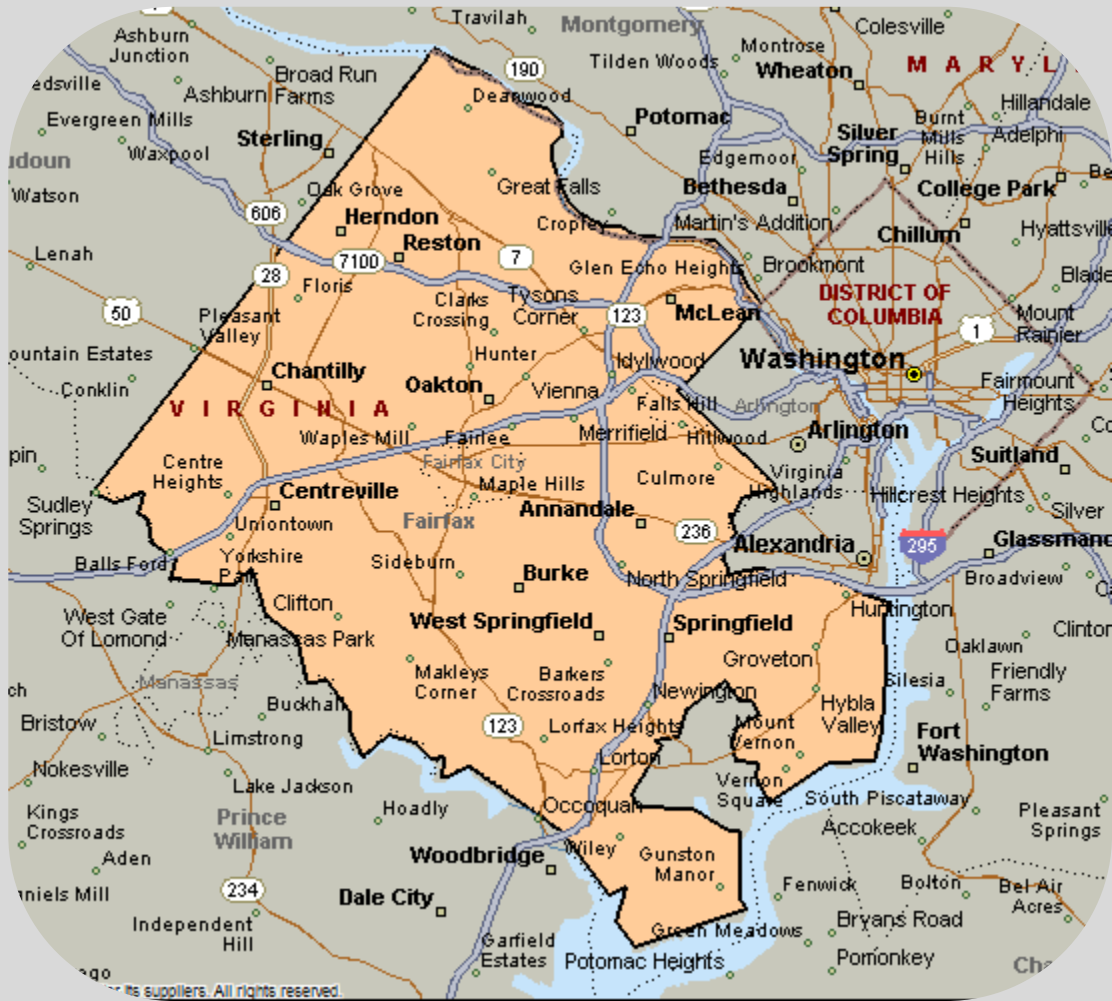 Travilah
Montgomery
Colesville
Ashburn
Junction
190
Tilden Woods
Montrose
Wheaton
MARYL
edsville
Broad Run
Ashburn Farms
Deanwood
Hillandale
Evergreen Mills
Sterling
Potomac
Silver
Spring
Burnt
Mills
Hills
Adelphi
udoun
Waxpool
Edgemoor
Watson
Oak Grove
Great Falls
Bethesda
College Park
Be
606
Herndon
Cropley
Martin's Addition
Chillum
Hyattsville
Lenah
Reston
7100
7
Glen Echo Heights
Brookmont
Blade
28
Floris
Clarks
Crossing
Tysons
Corner
123
McLean
DISTRICT OF
COLUMBIA
1
Mount
Rainier
50
Pleasant
Valley
ountain Estates
Hunter
Idylwood
Washington
Conklin
Chantilly
Oakton
Vienna
Falls Hill
Arlington
Fairmount
Heights
VIRGINIA
Waples Mill
Fairlee
Merrifield
Hillwood
Arlington
Co
pin
Centre
Heights
Fairfax City
Maple Hills
Culmore
Virginia
Highlands
Suitland
Sudley
Springs
Centreville
Fairfax
Annandale
Hillcrest Heights
Silver
Uniontown
236
Alexandria
295
Glassmano
Balls Ford
Yorkshire
Park
Sideburn
Burke
North Springfield
Broadview
West Gate
Of Lomond
Clifton
Huntington
Manassas Park
West Springfield
Springfield
Oaklawn
Clinton
Groveton
Manassas
Makleys
Corner
Barkers
Crossroads
Newington
Silesia
Friendly
Farms
ch
Buckhall
Hybla
Valley
Bristow
Limstrong
123
Lorfax Heights
Mount
Vernon
Fort
Washington
Nokesville
Lake Jackson
Lorton
Vernon
Square
South Piscataway
Kings
Crossroads
Prince
William
Hoadly
Occoquan
Accokeek
Pleasant
Springs
Aden
Woodbridge
Wiley
Gunston
Manor
niels Mill
234
Dale City
Fenwick
Bolton
Bel Air
Acres
Independent
Hill
Garfield
Estates
Green Meadows
Bryans Road
Potomac Heights
Pomonkey
Cha
ago
its suppliers. All rights reserved.